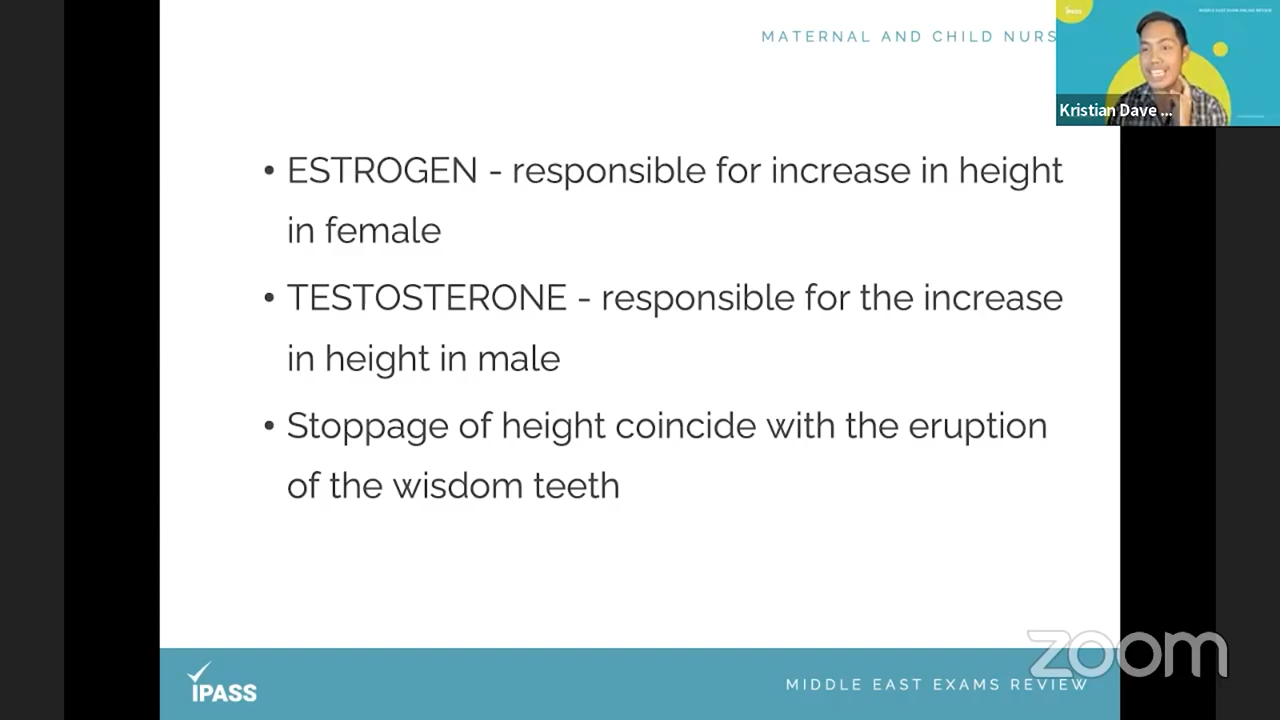 MATERNAL AND CHILD NURS
iPASS
Kristian Dave ...
• ESTROGEN - responsible for increase in height
in female
• TESTOSTERONE - responsible for the increase
in height in male
• Stoppage of height coincide with the eruption
of the wisdom teeth
iPASS
MIDDLE EAST EXAMS REVIEW
zoom